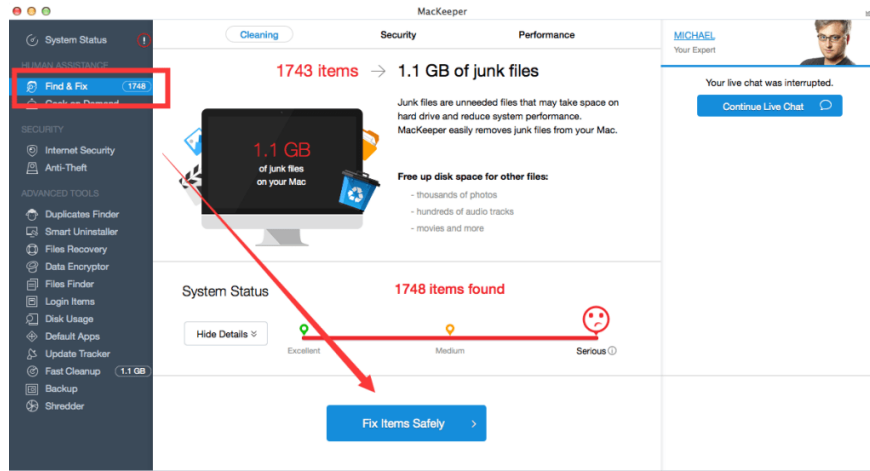 MacKeeper
System Status
!
HUMAN ASSISTANCE
Find & Fix 1748
Geek on Demand
SECURITY
Internet Security
Anti-Theft
ADVANCED TOOLS
Duplicates Finder
Smart Uninstaller
Files Recovery
Data Encryptor
Files Finder
Login Items
Disk Usage
Default Apps
Update Tracker
Fast Cleanup 1.1 GB
Backup
Shredder
Cleaning Security Performance
1743 items → 1.1 GB of junk files
1.1 GB
of junk files
on your Mac
Junk files are unneeded files that may take space on
hard drive and reduce system performance.
MacKeeper easily removes junk files from your Mac.
Free up disk space for other files:
- thousands of photos
- hundreds of audio tracks
- movies and more
System Status
1748 items found
Hide Details
Excellent Medium Serious
Fix Items Safely >
MICHAEL
Your Expert
Your live chat was interrupted.
Continue Live Chat